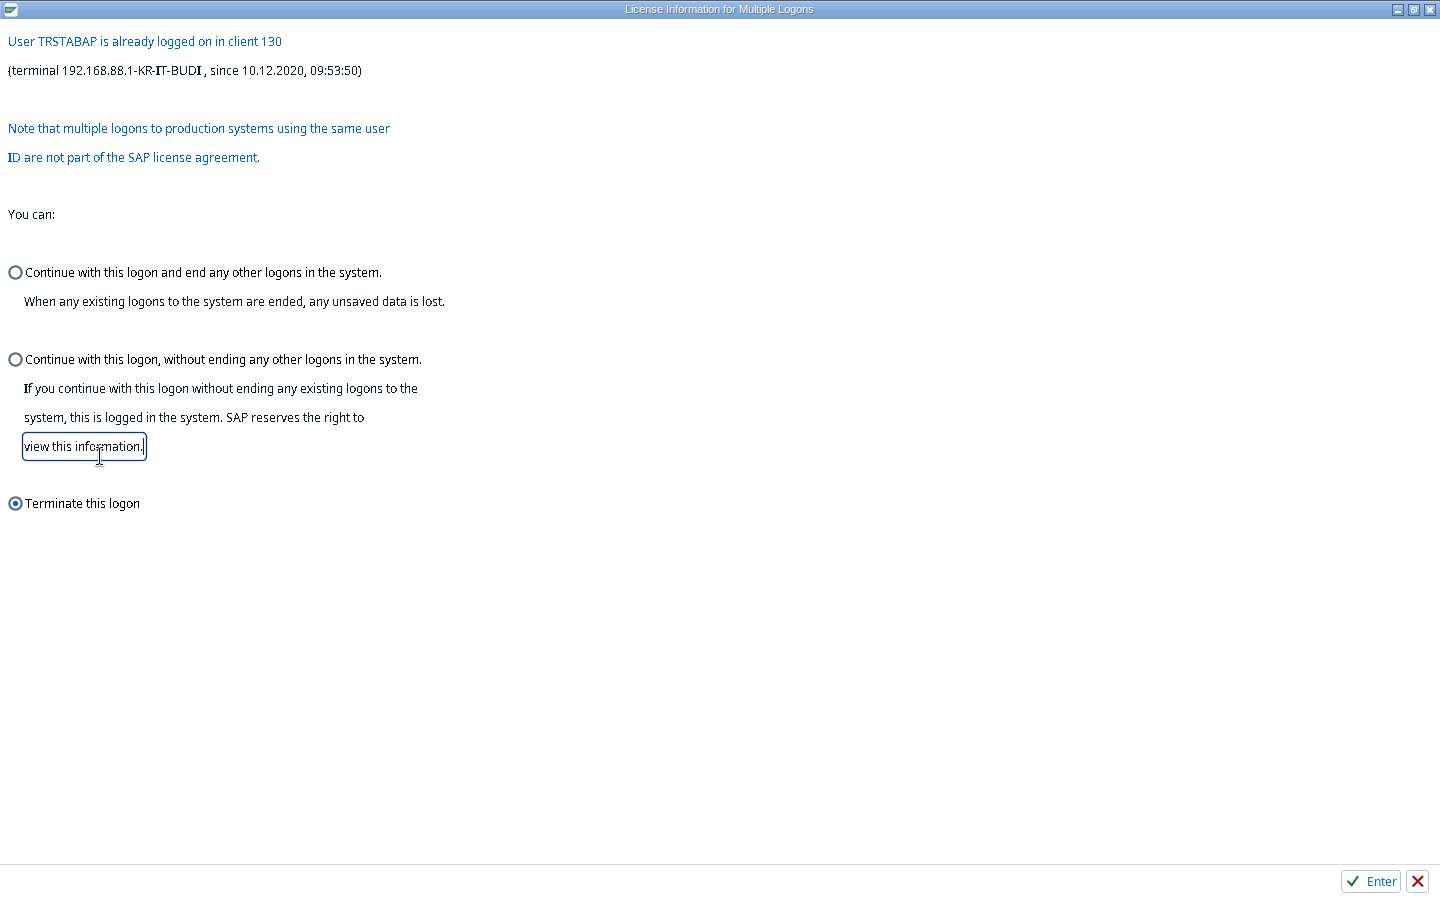 License Information for Multiple Logons
User TRSTABAP is already logged on in client 130
(terminal 192.168.88.1-KR-IT-BUDI , since 10.12.2020, 09:53:50)
Note that multiple logons to production systems using the same user
ID are not part of the SAP license agreement.
You can:
Continue with this logon and end any other logons in the system.
When any existing logons to the system are ended, any unsaved data is lost.
Continue with this logon, without ending any other logons in the system.
If you continue with this logon without ending any existing logons to the
system, this is logged in the system. SAP reserves the right to
view this information.
Terminate this logon
Enter